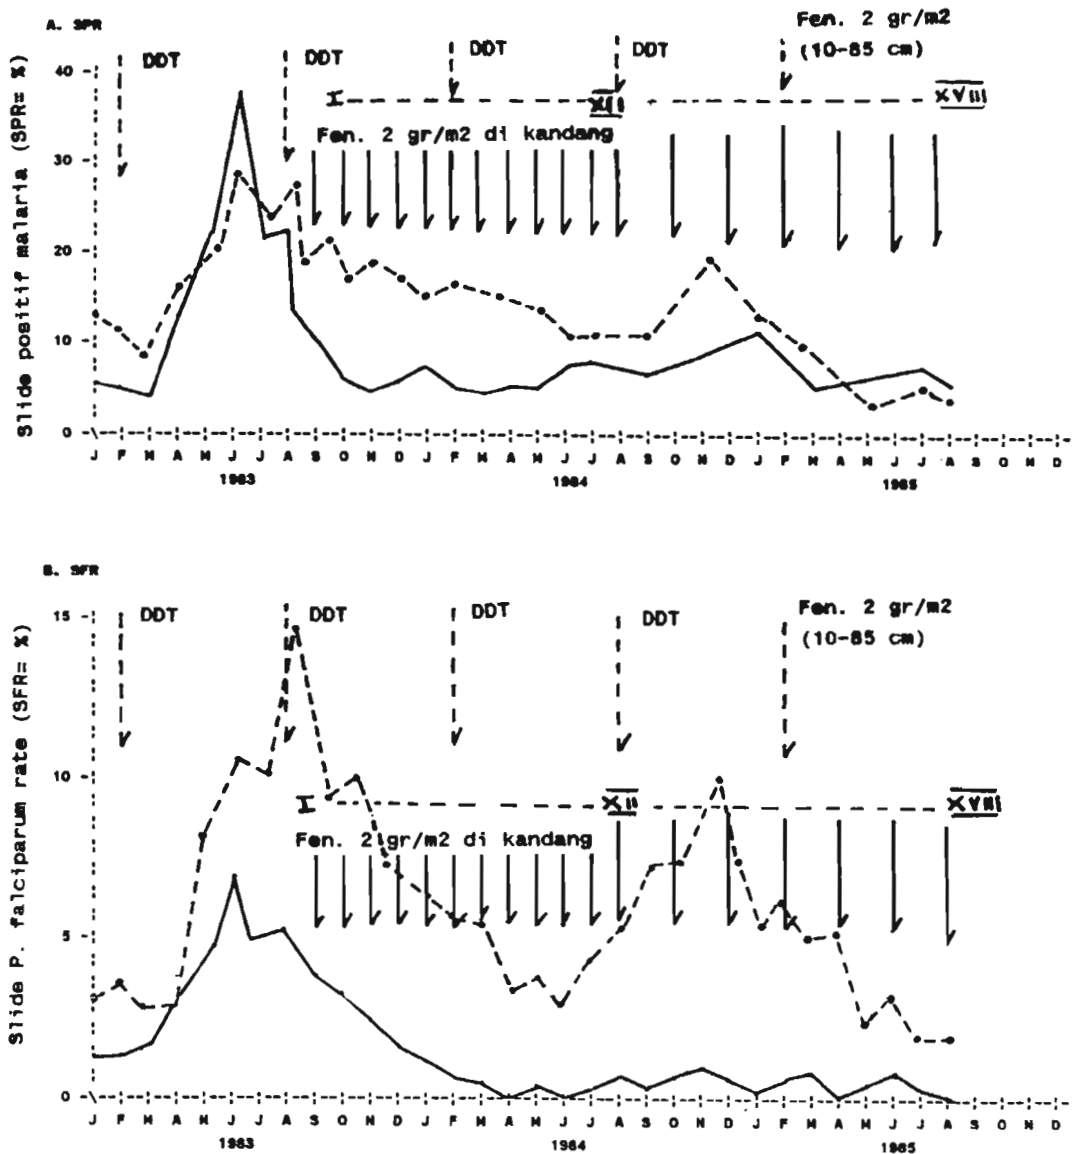 A. SPR
Fen. 2 gr/m2
(10-85 cm)
DDT DDT DDT DDT
I XII XVIII
Fen. 2 gr/m2 di kandang
Slide positif malaria (SPR= %)
40
30
20
10
0
J F M A M J J A S O N D J F M A M J J A S O N D J F M A M J J A S O N D
1983 1984 1985
B. SFR
DDT DDT DDT DDT
Fen. 2 gr/m2
(10-85 cm)
I XII XVIII
Fen. 2 gr/m2 di kandang
Slide P. falciparum rate (SFR= %)
15
10
5
0
J F M A M J J A S O N D J F M A M J J A S O N D J F M A M J J A S O N D
1983 1984 1985